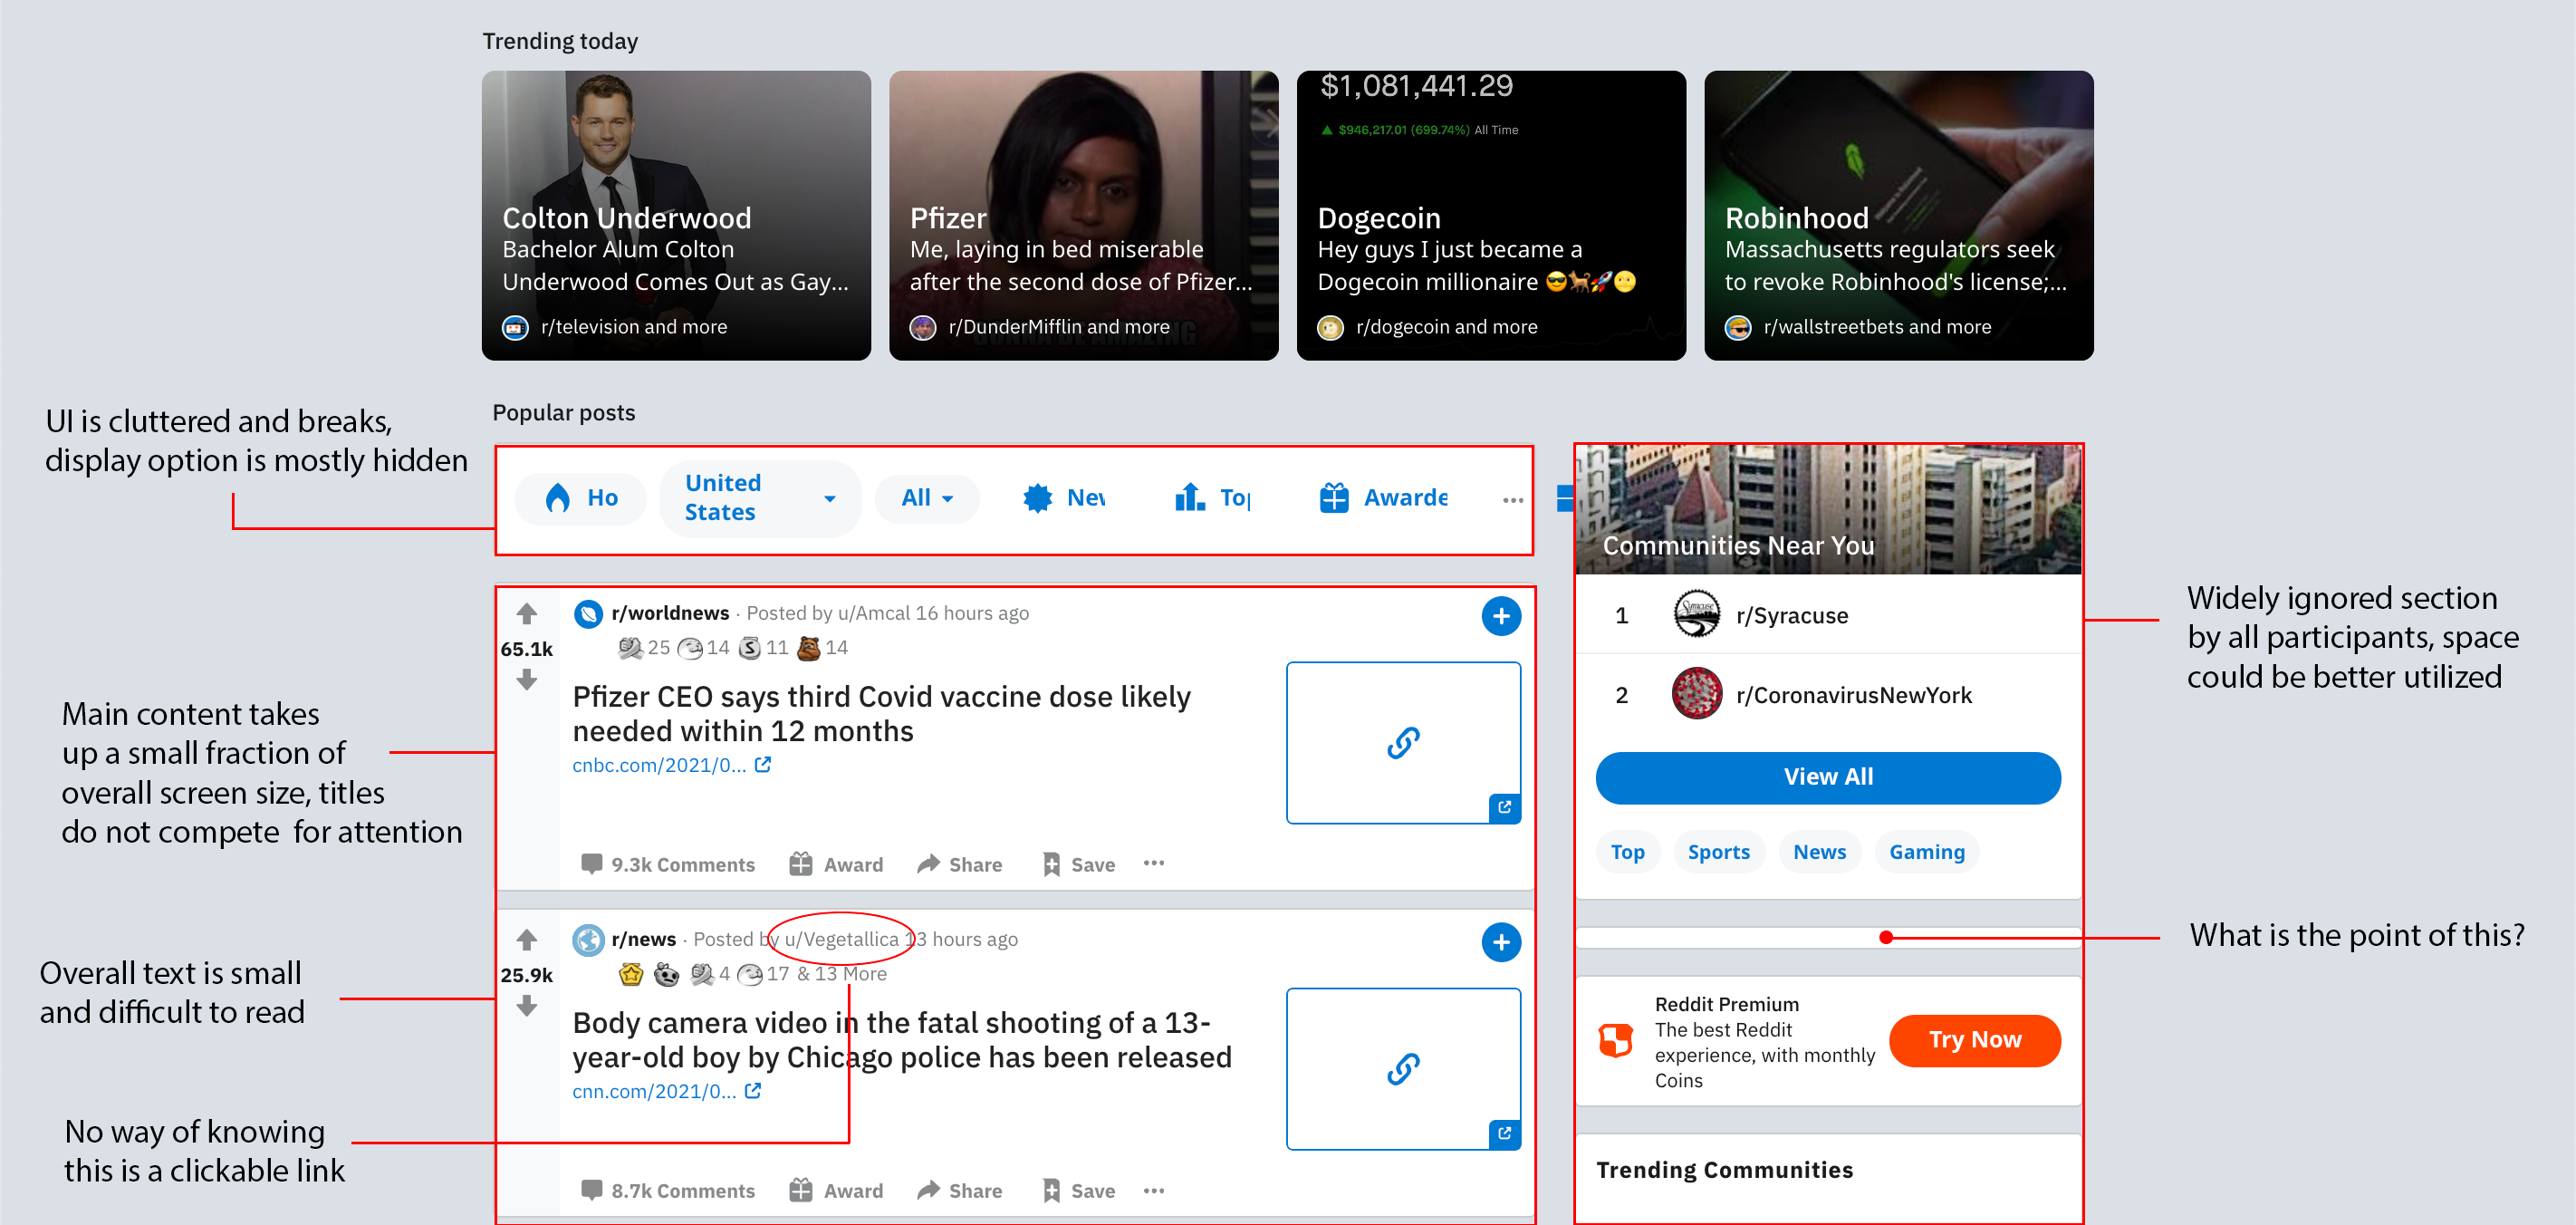 Trending today
$1,081,441.29
$946,217.01 (699.74%) All Time
Colton Underwood
Bachelor Alum Colton
Underwood Comes Out as Gay...
r/television and more
Pfizer
Me, laying in bed miserable
after the second dose of Pfizer...
r/DunderMifflin and more
GONNA BE AMAZING
Dogecoin
Hey guys I just became a
Dogecoin millionaire 😎🐕🚀🌕
r/dogecoin and more
Robinhood
Massachusetts regulators seek
to revoke Robinhood's license;...
r/wallstreetbets and more
UI is cluttered and breaks,
display option is mostly hidden
Popular posts
Ho
United
States
All
Nev
Top
Awarde
Communities Near You
1 r/Syracuse
2 r/CoronavirusNewYork
View All
Top Sports News Gaming
Widely ignored section
by all participants, space
could be better utilized
What is the point of this?
Reddit Premium
The best Reddit
experience, with monthly
Coins
Try Now
Trending Communities
Main content takes
up a small fraction of
overall screen size, titles
do not compete for attention
65.1k
r/worldnews · Posted by u/Amcal 16 hours ago
25 14 11 14
Pfizer CEO says third Covid vaccine dose likely
needed within 12 months
cnbc.com/2021/0...
9.3k Comments Award Share Save
Overall text is small
and difficult to read
25.9k
r/news · Posted by u/Vegetallica 13 hours ago
4 17 & 13 More
Body camera video in the fatal shooting of a 13-
year-old boy by Chicago police has been released
cnn.com/2021/0...
8.7k Comments Award Share Save
No way of knowing
this is a clickable link